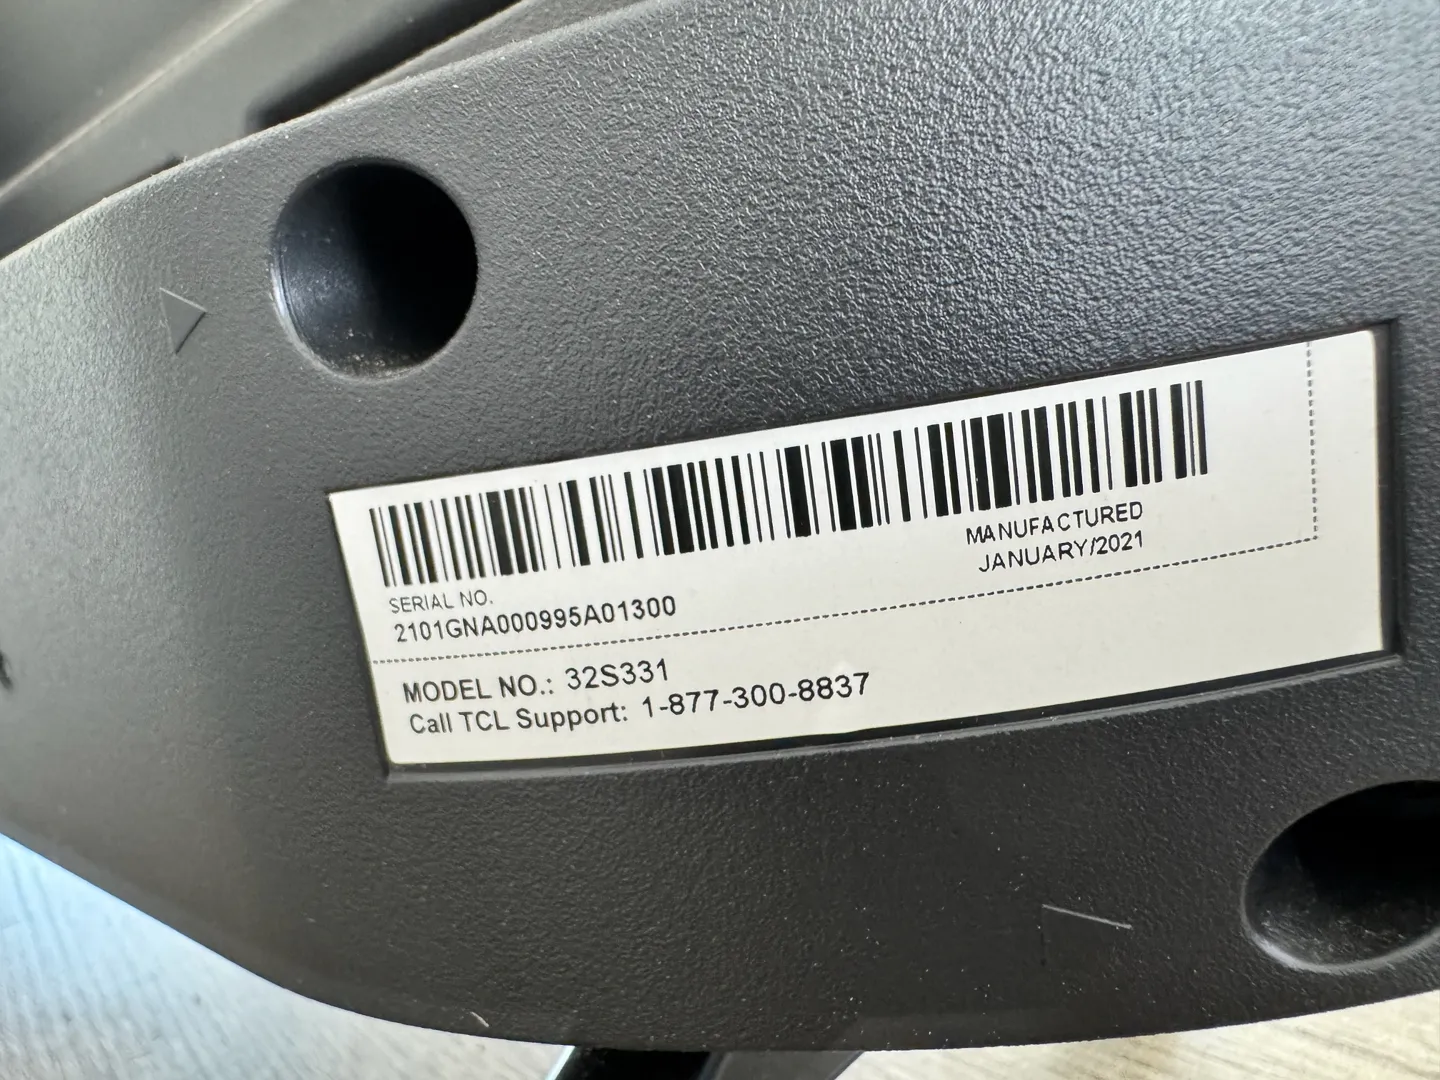 SERIAL NO.
2101GNA000995A01300
MANUFACTURED
JANUARY/2021
MODEL NO.: 32S331
Call TCL Support: 1-877-300-8837